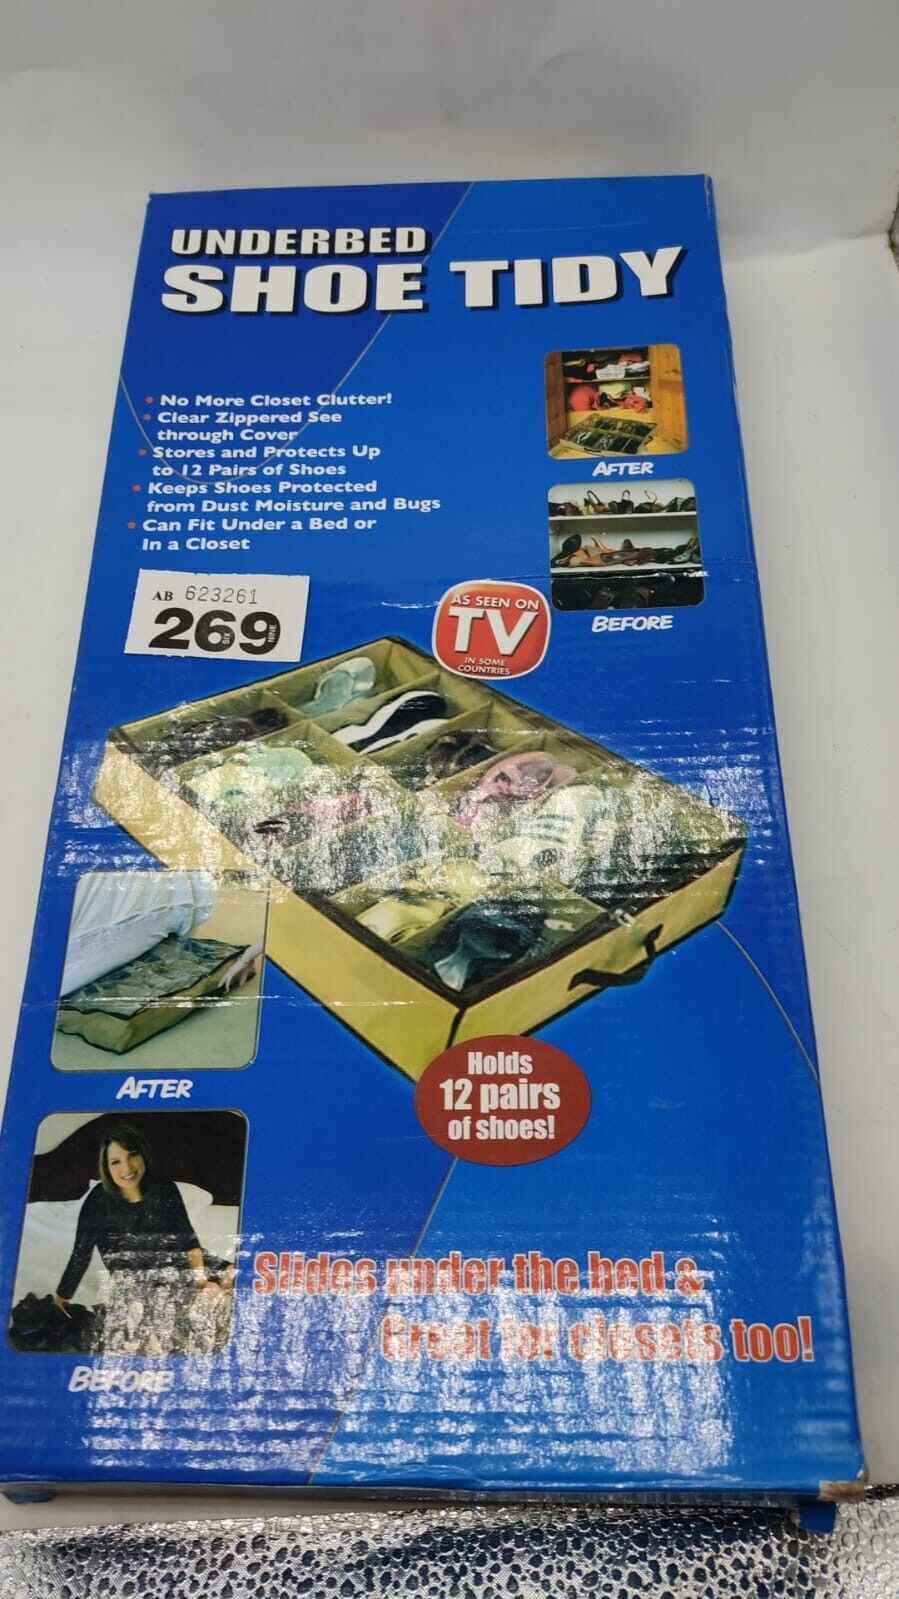 UNDERBED
SHOE TIDY
No More Closet Clutter!
Clear Zippered See
through Cover
Stores and Protects Up
to 12 Pairs of Shoes
Keeps Shoes Protected
from Dust Moisture and Bugs
Can Fit Under a Bed or
In a Closet
AFTER
BEFORE
AB 623261
269
SIX
NINE
AS SEEN ON
TV
IN SOME
COUNTRIES
AFTER
Holds
12 pairs
of shoes!
BEFORE
Slides under the bed &
Great for closets too!